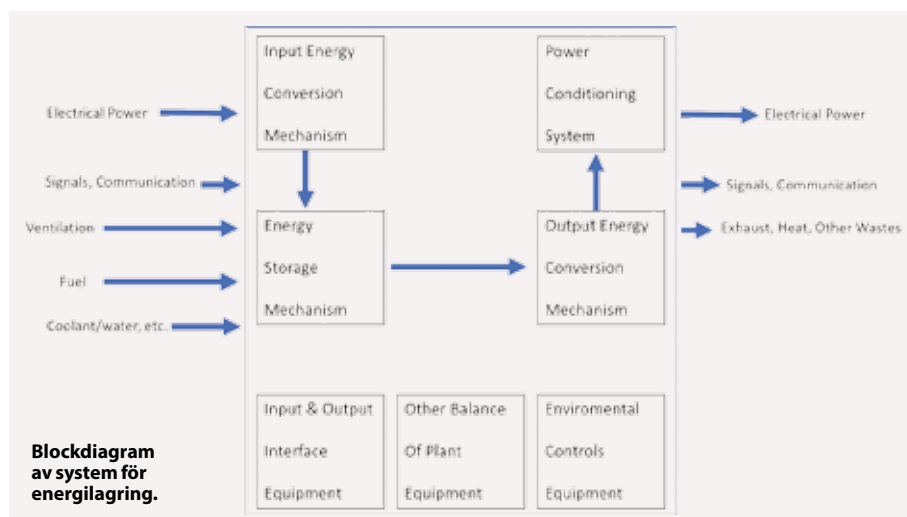 Input Energy
Conversion
Mechanism
Power
Conditioning
System
Electrical Power
Electrical Power
Signals, Communication
Signals, Communication
Ventilation
Exhaust, Heat, Other Wastes
Fuel
Coolant/water, etc.
Energy
Storage
Mechanism
Output Energy
Conversion
Mechanism
Input & Output
Interface
Equipment
Other Balance
Of Plant
Equipment
Enviromental
Controls
Equipment
Blockdiagram
av system för
energilagring.